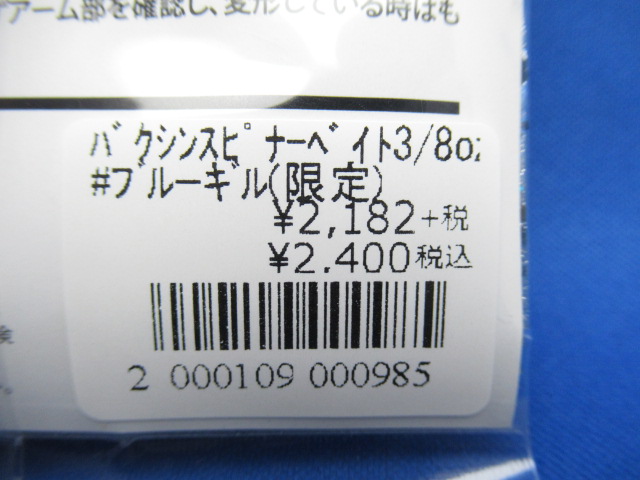 アーム部を確認し、変形している時はも
ﾊﾞｸｼﾝｽﾋﾟﾅｰﾍﾞｲﾄ3/8oz
#ﾌﾞﾙｰｷﾞﾙ(限定)
¥2,182+税
¥2.400税込
2 000109 000985